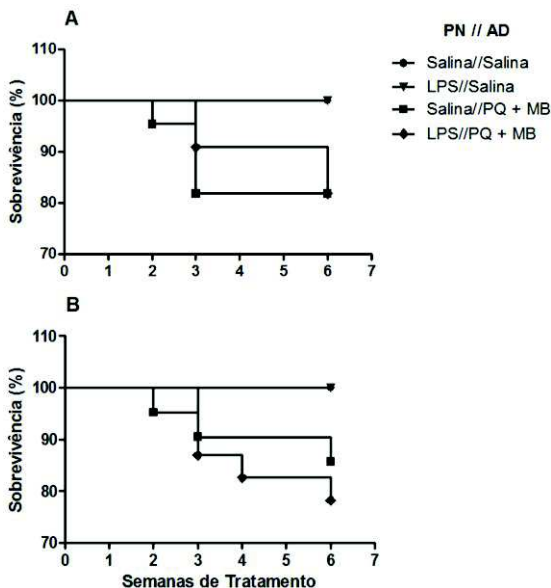 A
PN // AD
Salina//Salina
LPS//Salina
Salina//PQ + MB
LPS//PQ + MB
Sobrevivência (%)
110
100
90
80
70
0 1 2 3 4 5 6 7
B
Sobrevivência (%)
110
100
90
80
70
0 1 2 3 4 5 6 7
Semanas de Tratamento